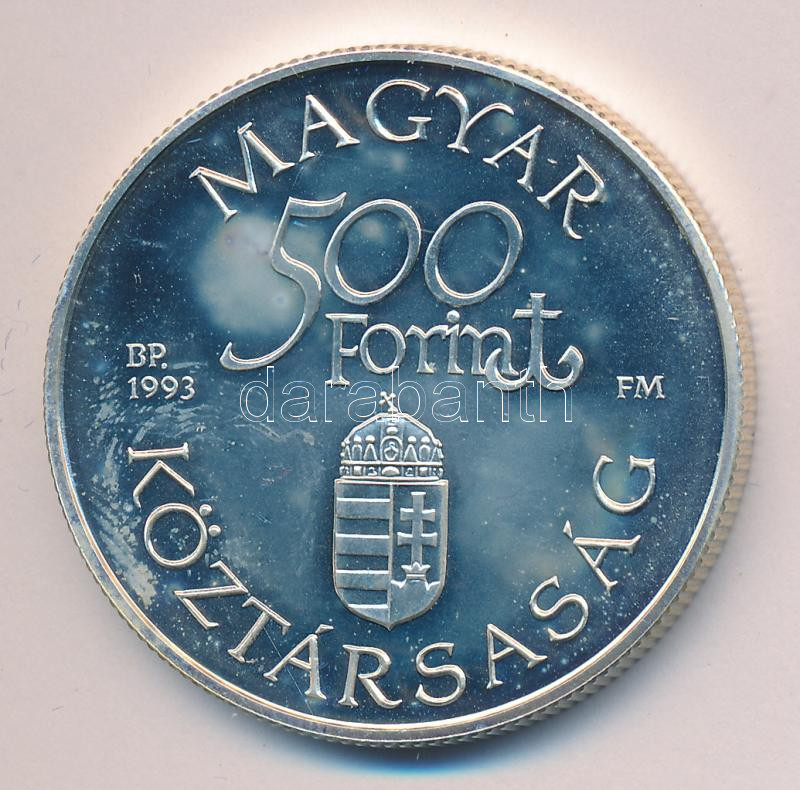 MAGYAR
500
Forint
BP.
1993
FM
darabanth
KÖZTÁRSASÁG